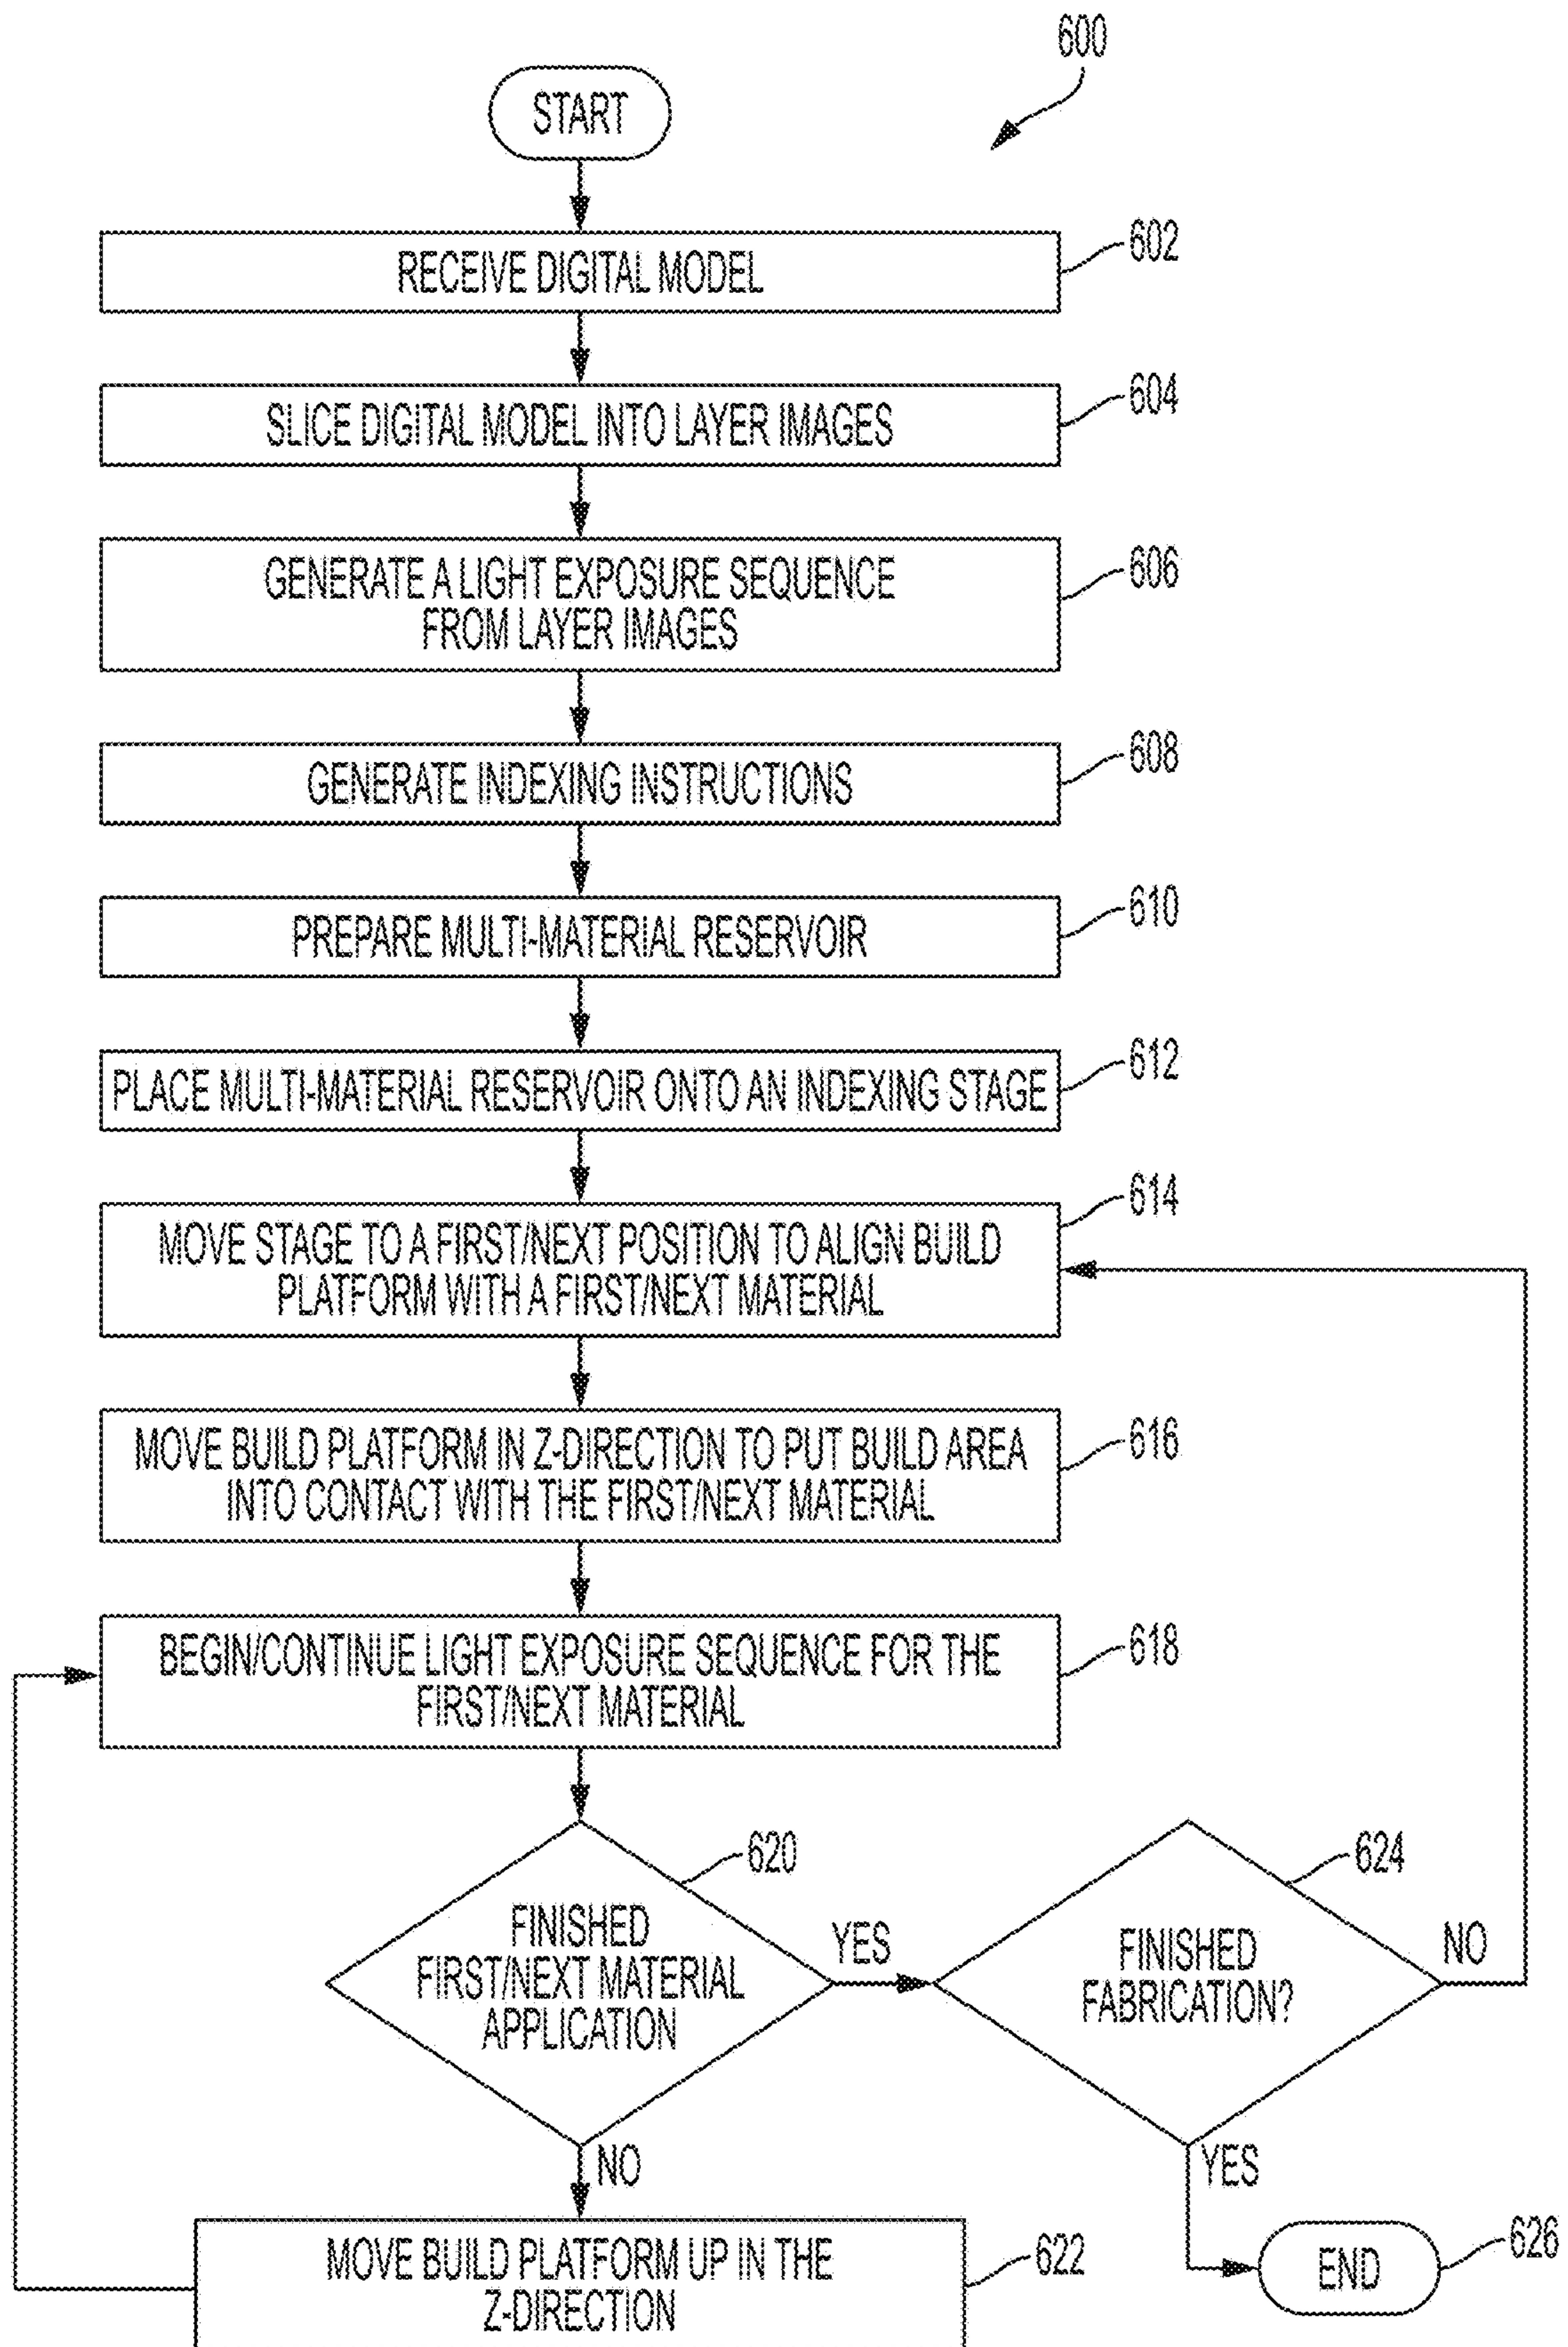 600
START
RECEIVE DIGITAL MODEL
602
SLICE DIGITAL MODEL INTO LAYER IMAGES
604
GENERATE A LIGHT EXPOSURE SEQUENCE
FROM LAYER IMAGES
606
GENERATE INDEXING INSTRUCTIONS
608
PREPARE MULTI-MATERIAL RESERVOIR
610
PLACE MULTI-MATERIAL RESERVOIR ONTO AN INDEXING STAGE
612
MOVE STAGE TO A FIRST/NEXT POSITION TO ALIGN BUILD
PLATFORM WITH A FIRST/NEXT MATERIAL
614
MOVE BUILD PLATFORM IN Z-DIRECTION TO PUT BUILD AREA
INTO CONTACT WITH THE FIRST/NEXT MATERIAL
616
BEGIN/CONTINUE LIGHT EXPOSURE SEQUENCE FOR THE
FIRST/NEXT MATERIAL
618
FINISHED
FIRST/NEXT MATERIAL
APPLICATION
620
YES
FINISHED
FABRICATION?
624
NO
NO
YES
MOVE BUILD PLATFORM UP IN THE
Z-DIRECTION
622
END
626